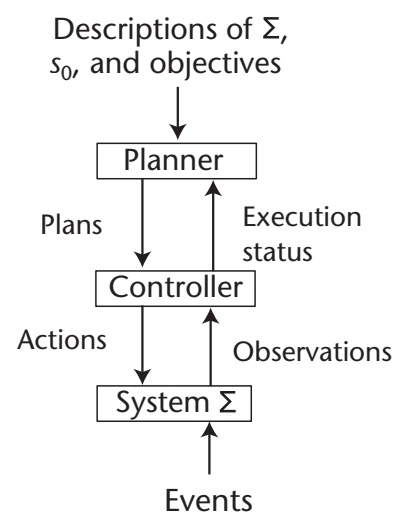 Descriptions of Σ,
s₀, and objectives
Planner
Plans
Execution
status
Controller
Actions
Observations
System Σ
Events